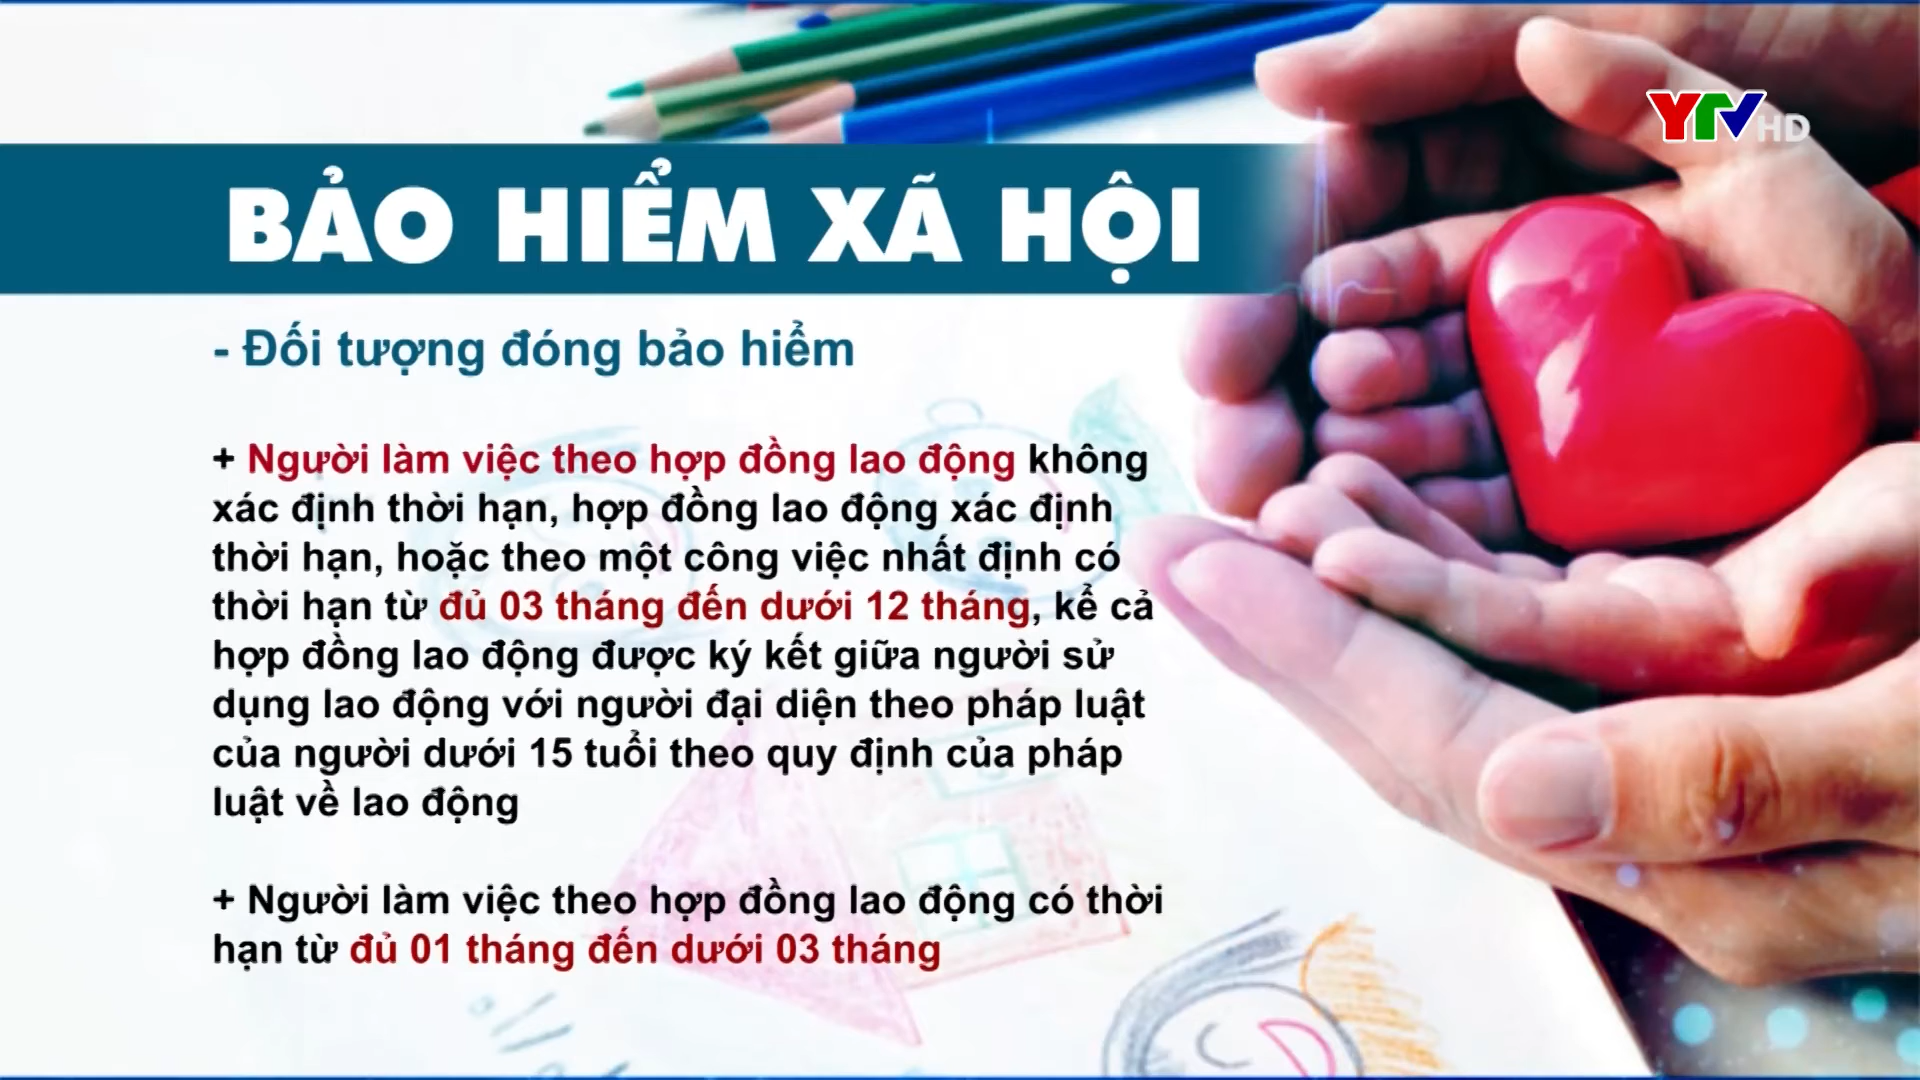 YTV HD
BẢO HIỂM XÃ HỘI
- Đối tượng đóng bảo hiểm
+ Người làm việc theo hợp đồng lao động không
xác định thời hạn, hợp đồng lao động xác định
thời hạn, hoặc theo một công việc nhất định có
thời hạn từ đủ 03 tháng đến dưới 12 tháng, kể cả
hợp đồng lao động được ký kết giữa người sử
dụng lao động với người đại diện theo pháp luật
của người dưới 15 tuổi theo quy định của pháp
luật về lao động
+ Người làm việc theo hợp đồng lao động có thời
hạn từ đủ 01 tháng đến dưới 03 tháng